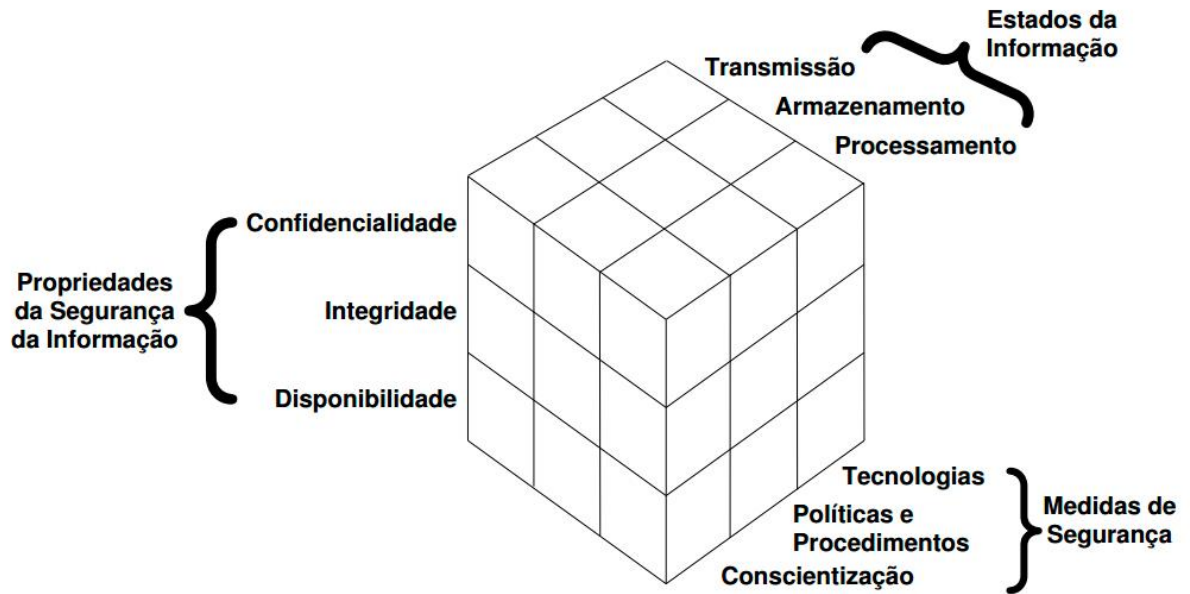 Estados da
Informação
Transmissão
Armazenamento
Processamento
Confidencialidade
Propriedades
da Segurança
da Informação
Integridade
Disponibilidade
Tecnologias
Políticas e
Procedimentos
Conscientização
Medidas de
Segurança